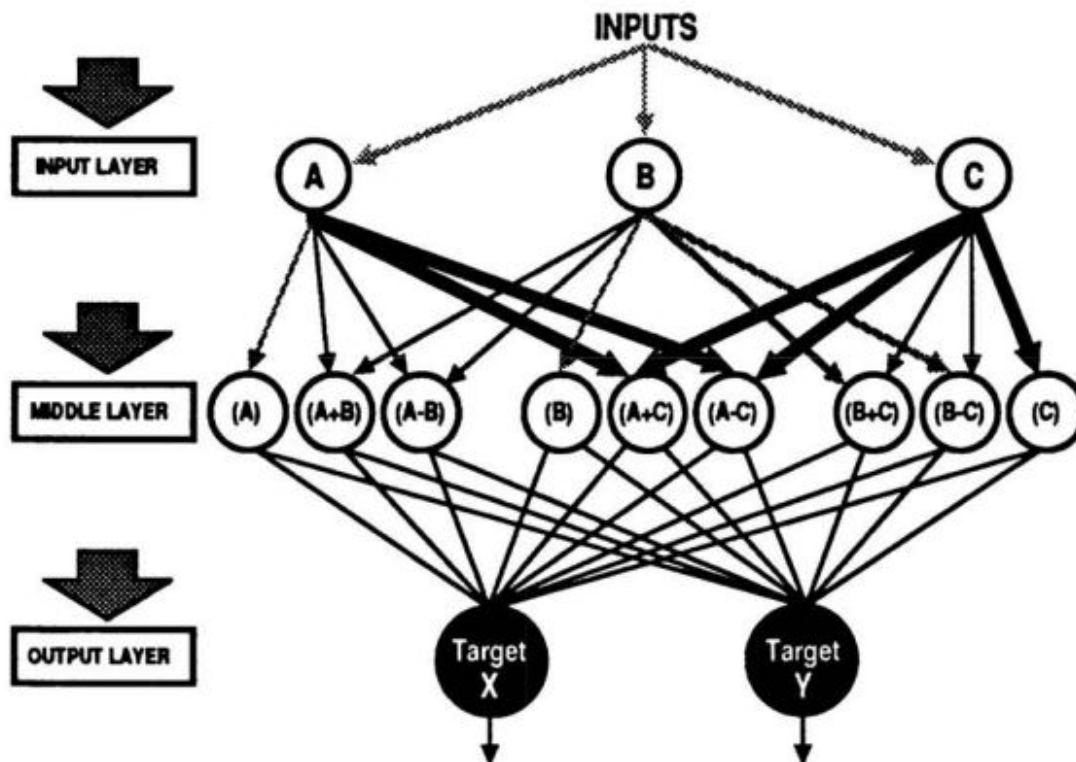 INPUTS
INPUT LAYER
A
B
C
MIDDLE LAYER
(A)
(A+B)
(A-B)
(B)
(A+C)
(A-C)
(B+C)
(B-C)
(C)
OUTPUT LAYER
Target
X
Target
Y